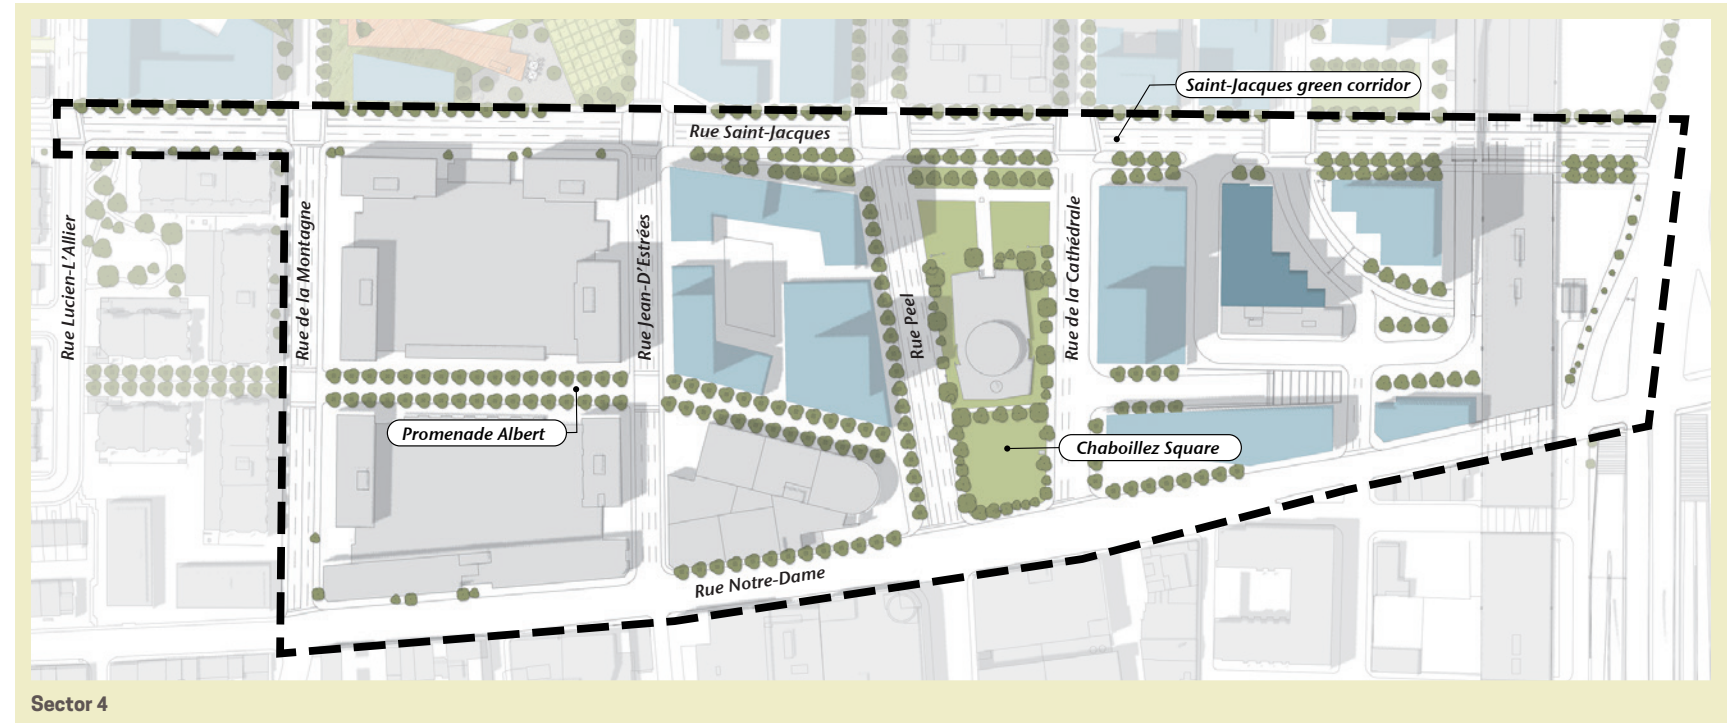 Saint-Jacques green corridor
Rue Saint-Jacques
Rue Lucien-L'Allier
Rue de la Montagne
Rue Jean-D'Estrées
Rue Peel
Rue de la Cathédrale
Promenade Albert
Chaboillez Square
Rue Notre-Dame
Sector 4